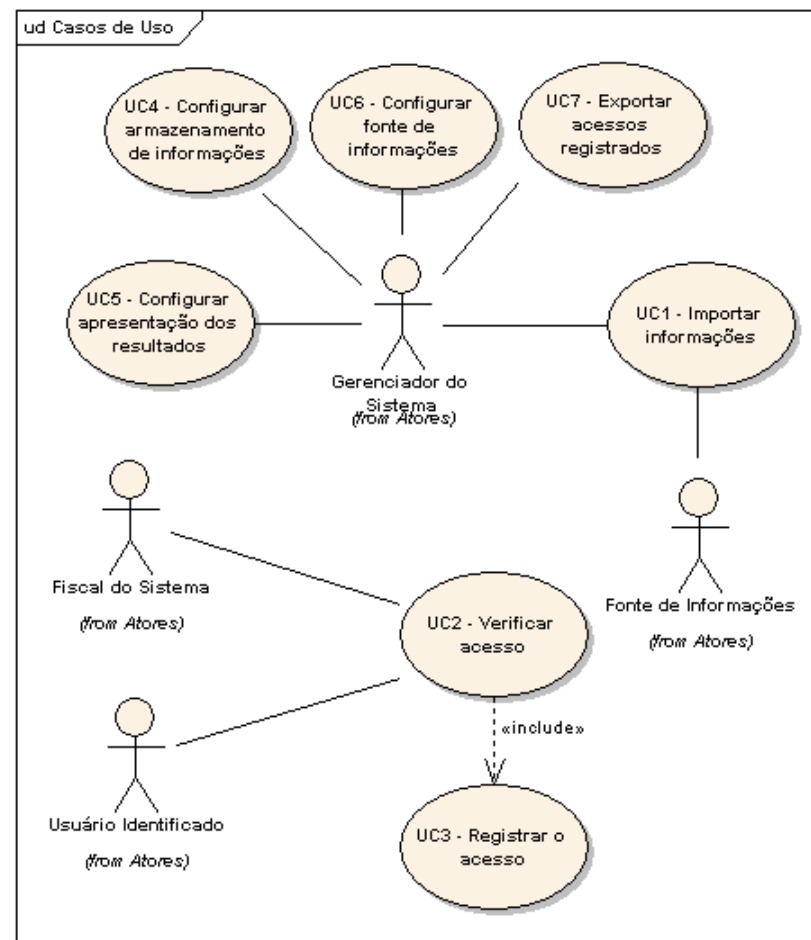 ud Casos de Uso
UC4 - Configurar
armazenamento
de informações
UC6 - Configurar
fonte de
informações
UC7 - Exportar
acessos
registrados
UC5 - Configurar
apresentação dos
resultados
Gerenciador do
Sistema
(from Atores)
UC1 - Importar
informações
Fiscal do Sistema
(from Atores)
Fonte de Informações
(from Atores)
UC2 - Verificar
acesso
«include»
Usuário Identificado
(from Atores)
UC3 - Registrar o
acesso